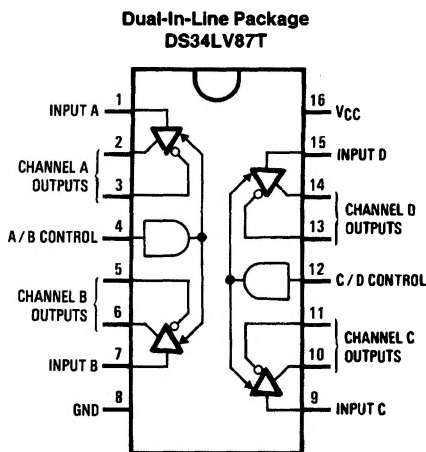 Dual-In-Line Package
DS34LV87T
INPUT A 1
2
CHANNEL A
OUTPUTS
3
A/B CONTROL 4
5
CHANNEL B
OUTPUTS
6
INPUT B 7
GND 8
16 VCC
15 INPUT D
14
CHANNEL D
OUTPUTS
13
12 C/D CONTROL
11
CHANNEL C
OUTPUTS
10
9 INPUT C